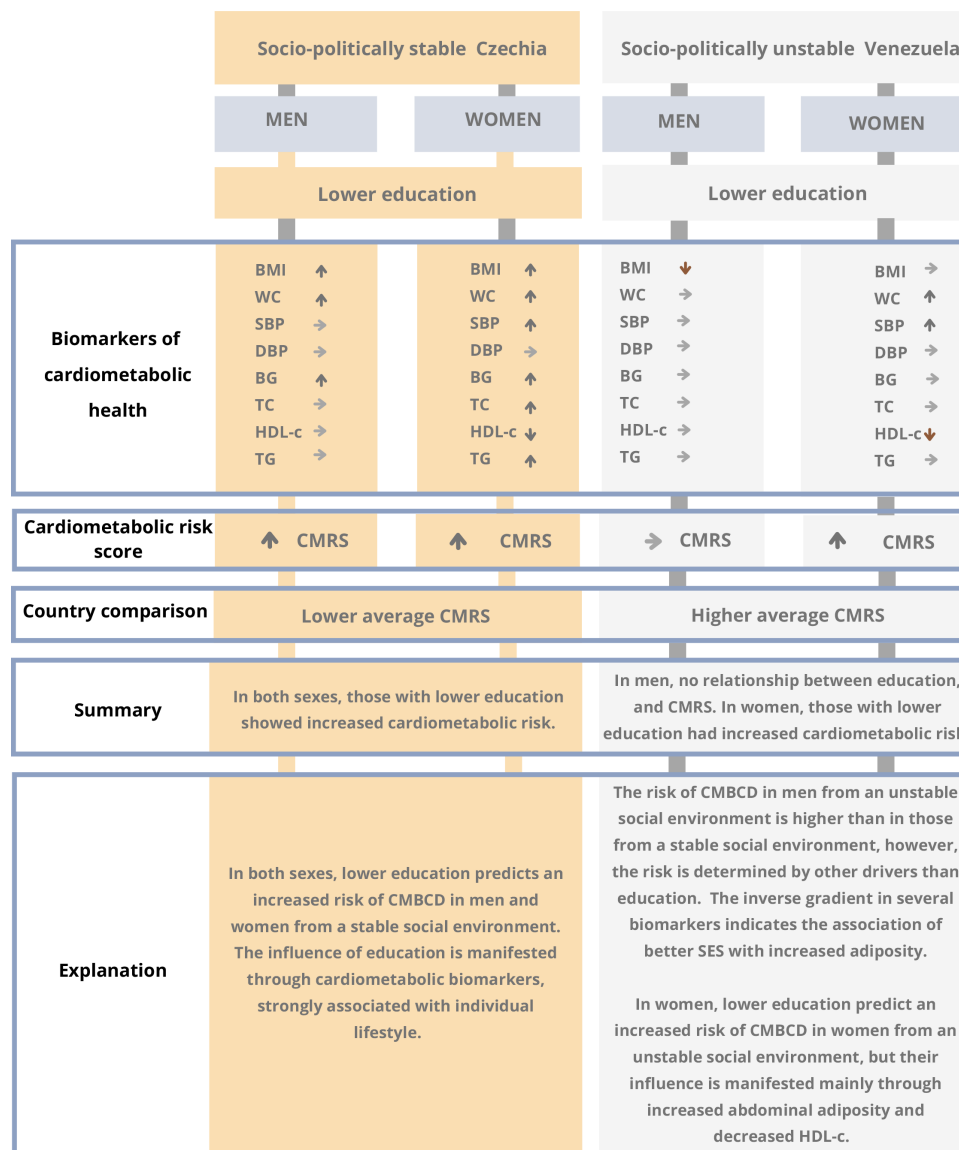 Socio-politically stable Czechia
Socio-politically unstable Venezuela
MEN
WOMEN
MEN
WOMEN
Lower education
Lower education
Biomarkers of
cardiometabolic
health
BMI ↑
WC ↑
SBP →
DBP →
BG ↑
TC →
HDL-c →
TG →
BMI ↑
WC ↑
SBP ↑
DBP →
BG ↑
TC ↑
HDL-c ↓
TG ↑
BMI ↓
WC →
SBP →
DBP →
BG →
TC →
HDL-c →
TG →
BMI →
WC ↑
SBP ↑
DBP →
BG →
TC →
HDL-c ↓
TG →
Cardiometabolic risk
score
↑ CMRS
↑ CMRS
→ CMRS
↑ CMRS
Country comparison
Lower average CMRS
Higher average CMRS
Summary
In both sexes, those with lower education
showed increased cardiometabolic risk.
In men, no relationship between education,
and CMRS. In women, those with lower
education had increased cardiometabolic risk
Explanation
In both sexes, lower education predicts an
increased risk of CMBCD in men and
women from a stable social environment.
The influence of education is manifested
through cardiometabolic biomarkers,
strongly associated with individual
lifestyle.
The risk of CMBCD in men from an unstable
social environment is higher than in those
from a stable social environment, however,
the risk is determined by other drivers than
education. The inverse gradient in several
biomarkers indicates the association of
better SES with increased adiposity.
In women, lower education predict an
increased risk of CMBCD in women from an
unstable social environment, but their
influence is manifested mainly through
increased abdominal adiposity and
decreased HDL-c.